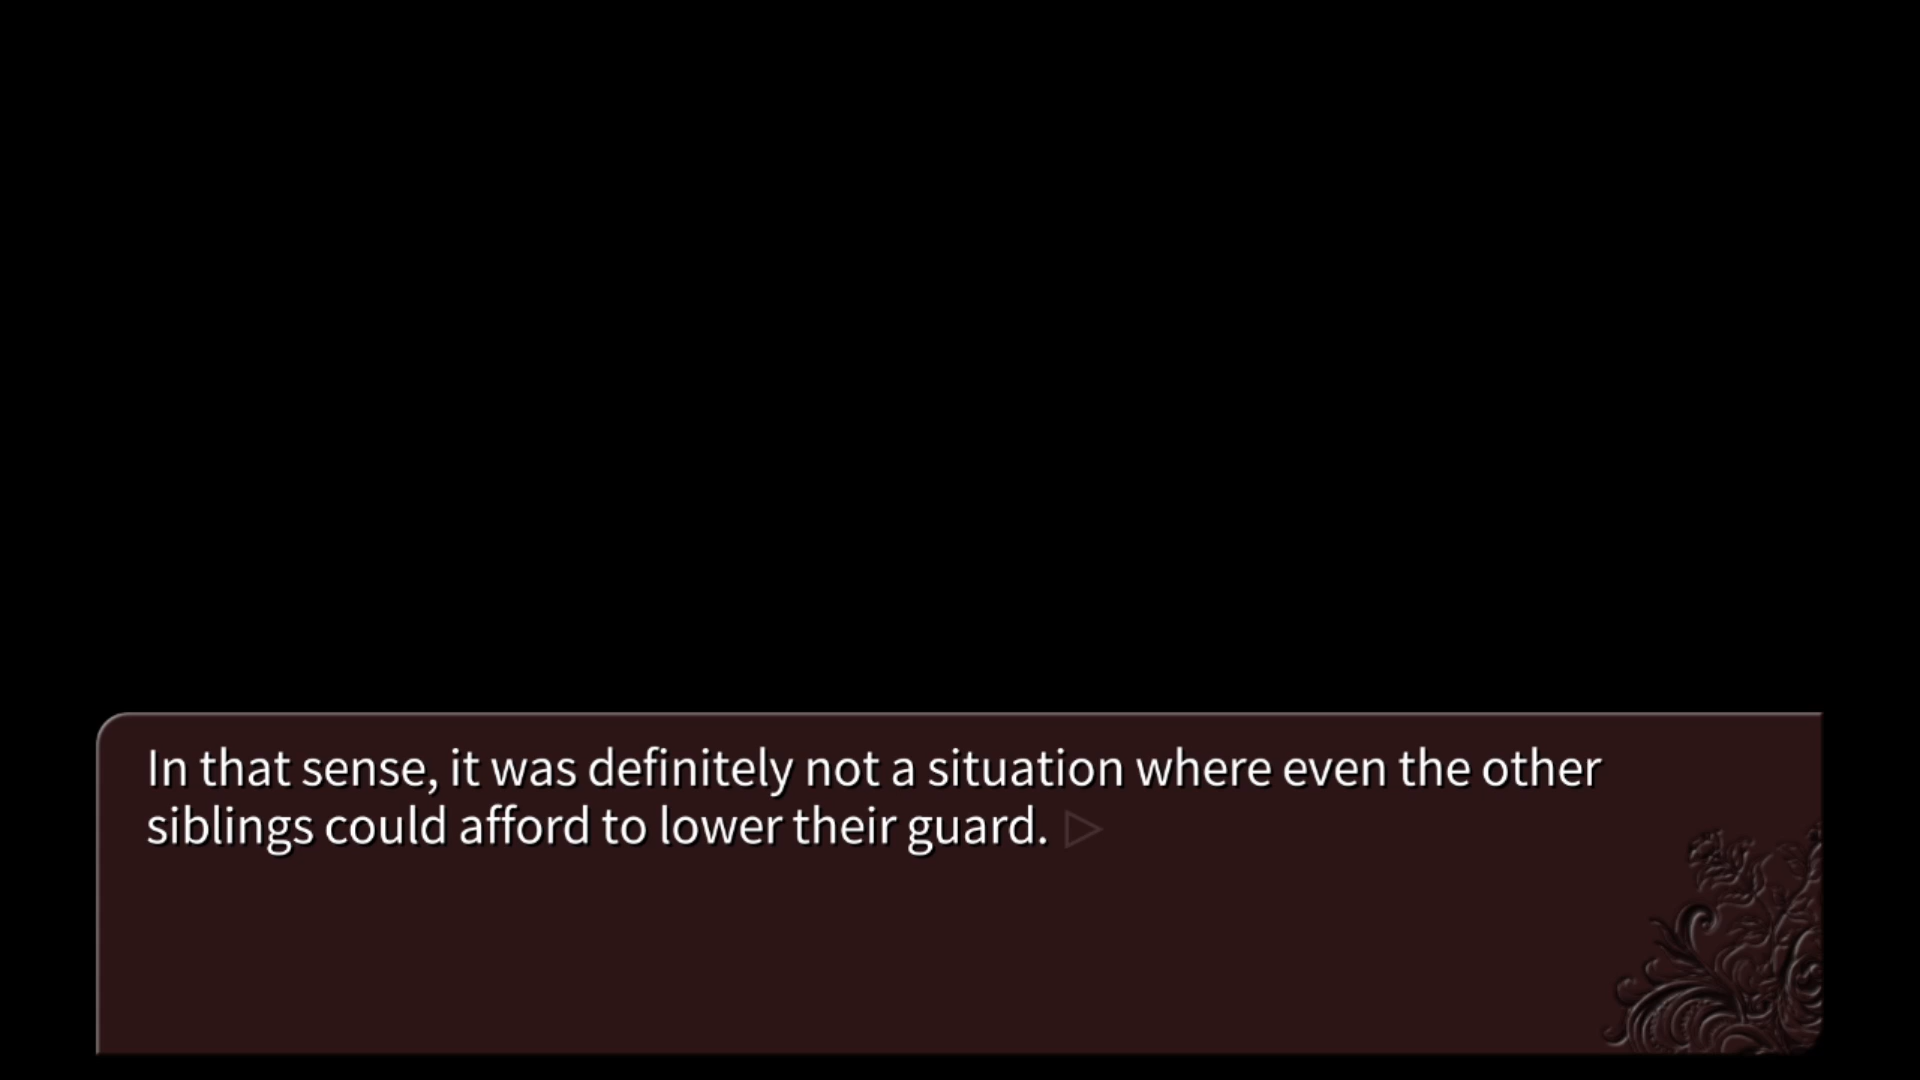 In that sense, it was definitely not a situation where even the other
siblings could afford to lower their guard.